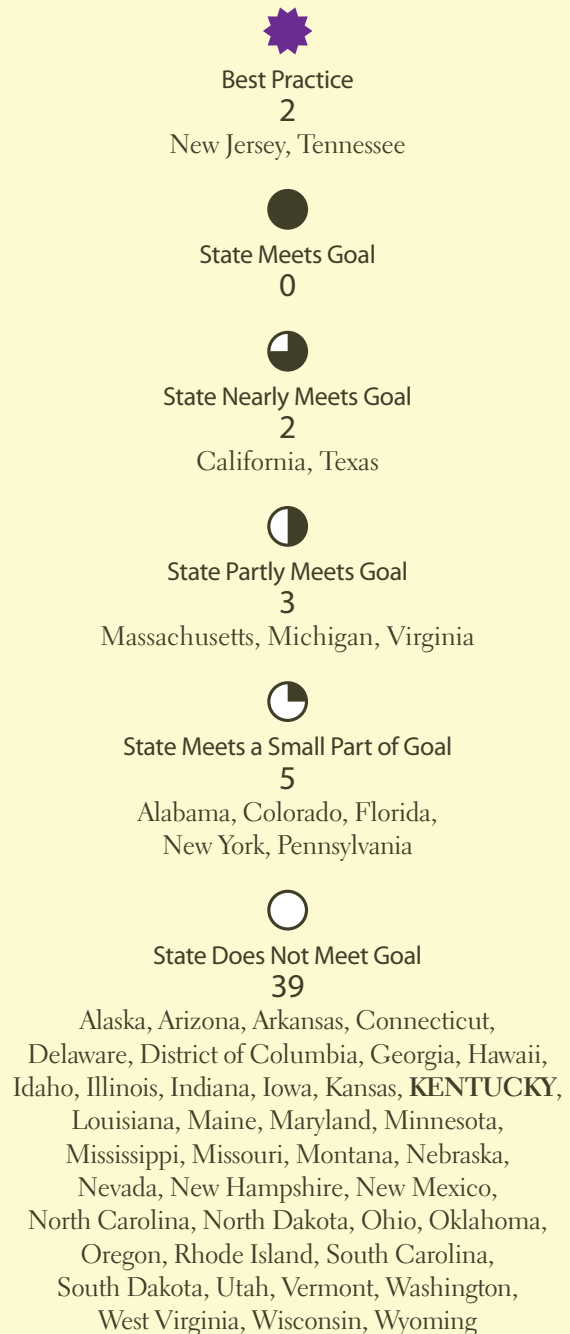 Best Practice
2
New Jersey, Tennessee
State Meets Goal
0
State Nearly Meets Goal
2
California, Texas
State Partly Meets Goal
3
Massachusetts, Michigan, Virginia
State Meets a Small Part of Goal
5
Alabama, Colorado, Florida,
New York, Pennsylvania
State Does Not Meet Goal
39
Alaska, Arizona, Arkansas, Connecticut,
Delaware, District of Columbia, Georgia, Hawaii,
Idaho, Illinois, Indiana, Iowa, Kansas, KENTUCKY,
Louisiana, Maine, Maryland, Minnesota,
Mississippi, Missouri, Montana, Nebraska,
Nevada, New Hampshire, New Mexico,
North Carolina, North Dakota, Ohio, Oklahoma,
Oregon, Rhode Island, South Carolina,
South Dakota, Utah, Vermont, Washington,
West Virginia, Wisconsin, Wyoming